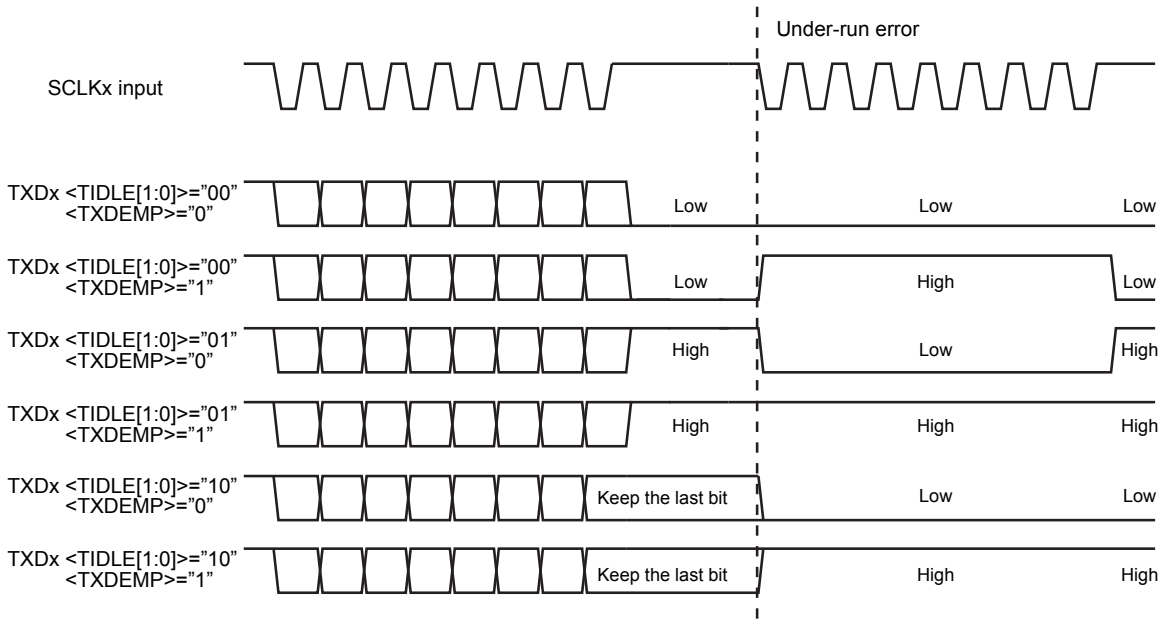 Under-run error
SCLKx input
TXDx <TIDLE[1:0]>=”00”
<TXDEMP>=”0”
Low Low Low
TXDx <TIDLE[1:0]>=”00”
<TXDEMP>=”1”
Low High Low
TXDx <TIDLE[1:0]>=”01”
<TXDEMP>=”0”
High Low High
TXDx <TIDLE[1:0]>=”01”
<TXDEMP>=”1”
High High High
TXDx <TIDLE[1:0]>=”10”
<TXDEMP>=”0”
Keep the last bit Low Low
TXDx <TIDLE[1:0]>=”10”
<TXDEMP>=”1”
Keep the last bit High High